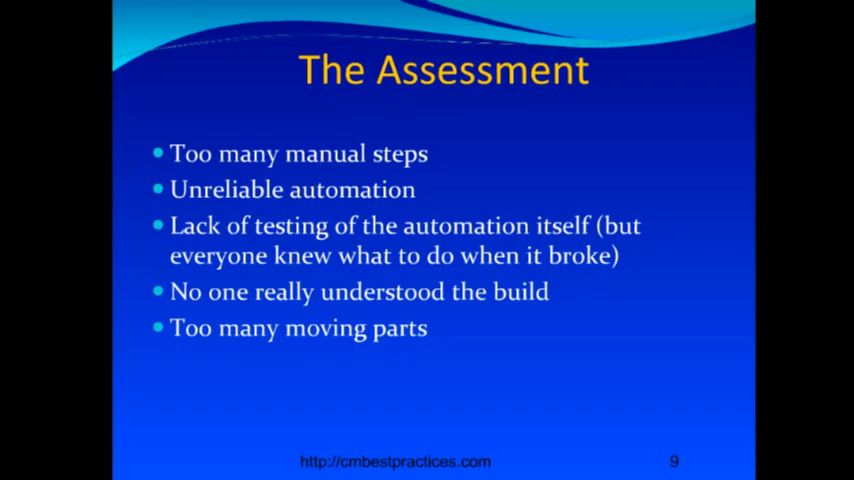 The Assessment
• Too many manual steps
• Unreliable automation
• Lack of testing of the automation itself (but
everyone knew what to do when it broke)
• No one really understood the build
• Too many moving parts
http://cmbestpractices.com
9